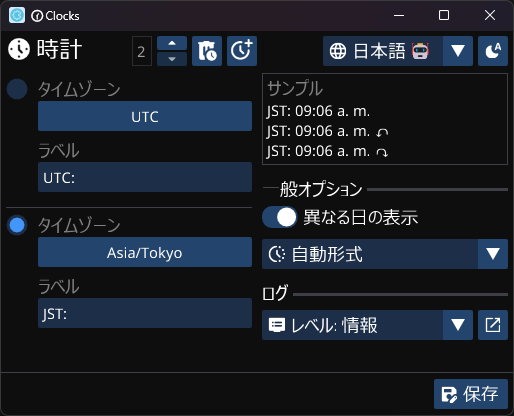 Clocks
時計
2
日本語
タイムゾーン
UTC
ラベル
UTC:
タイムゾーン
Asia/Tokyo
ラベル
JST:
サンプル
JST: 09:06 a. m.
JST: 09:06 a. m.
JST: 09:06 a. m.
一般オプション
異なる日の表示
自動形式
ログ
レベル: 情報
保存